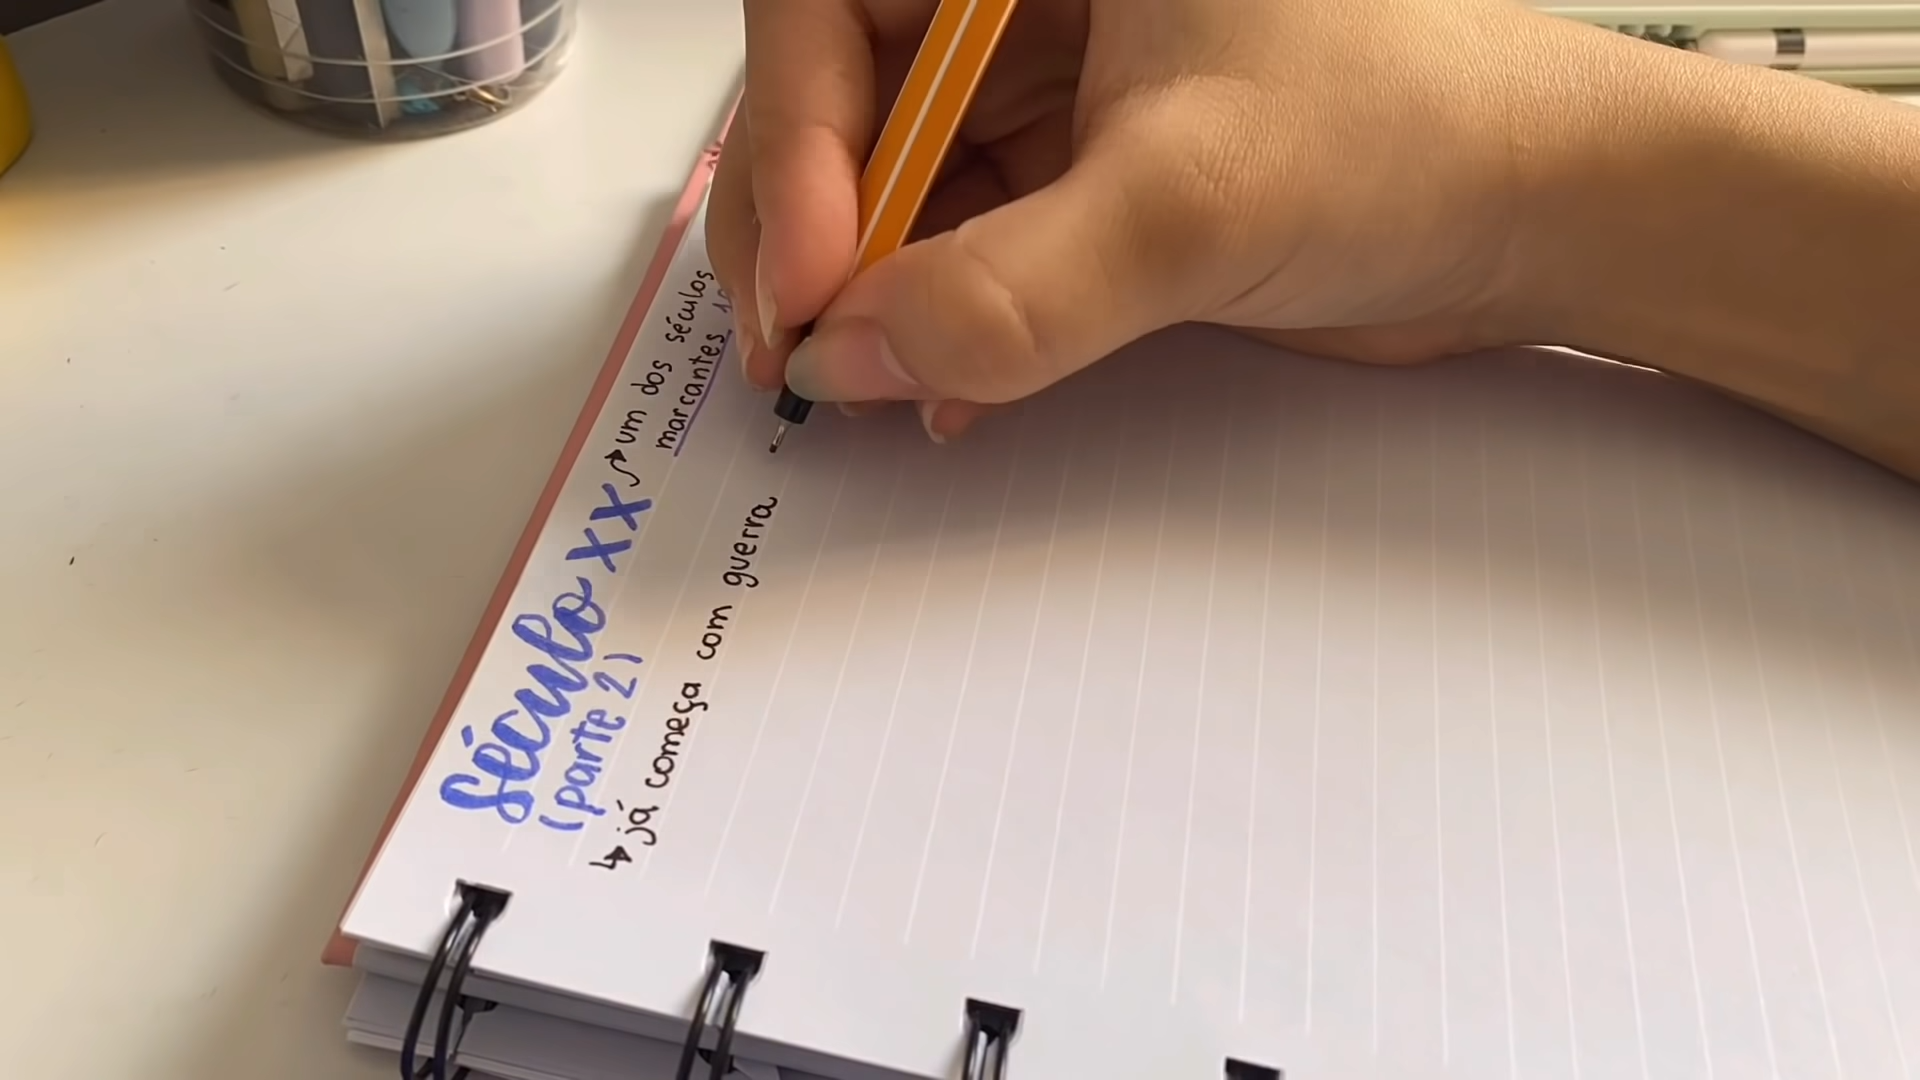 Século XX
um dos séculos
marcantes
(parte 2)
já começa com guerra